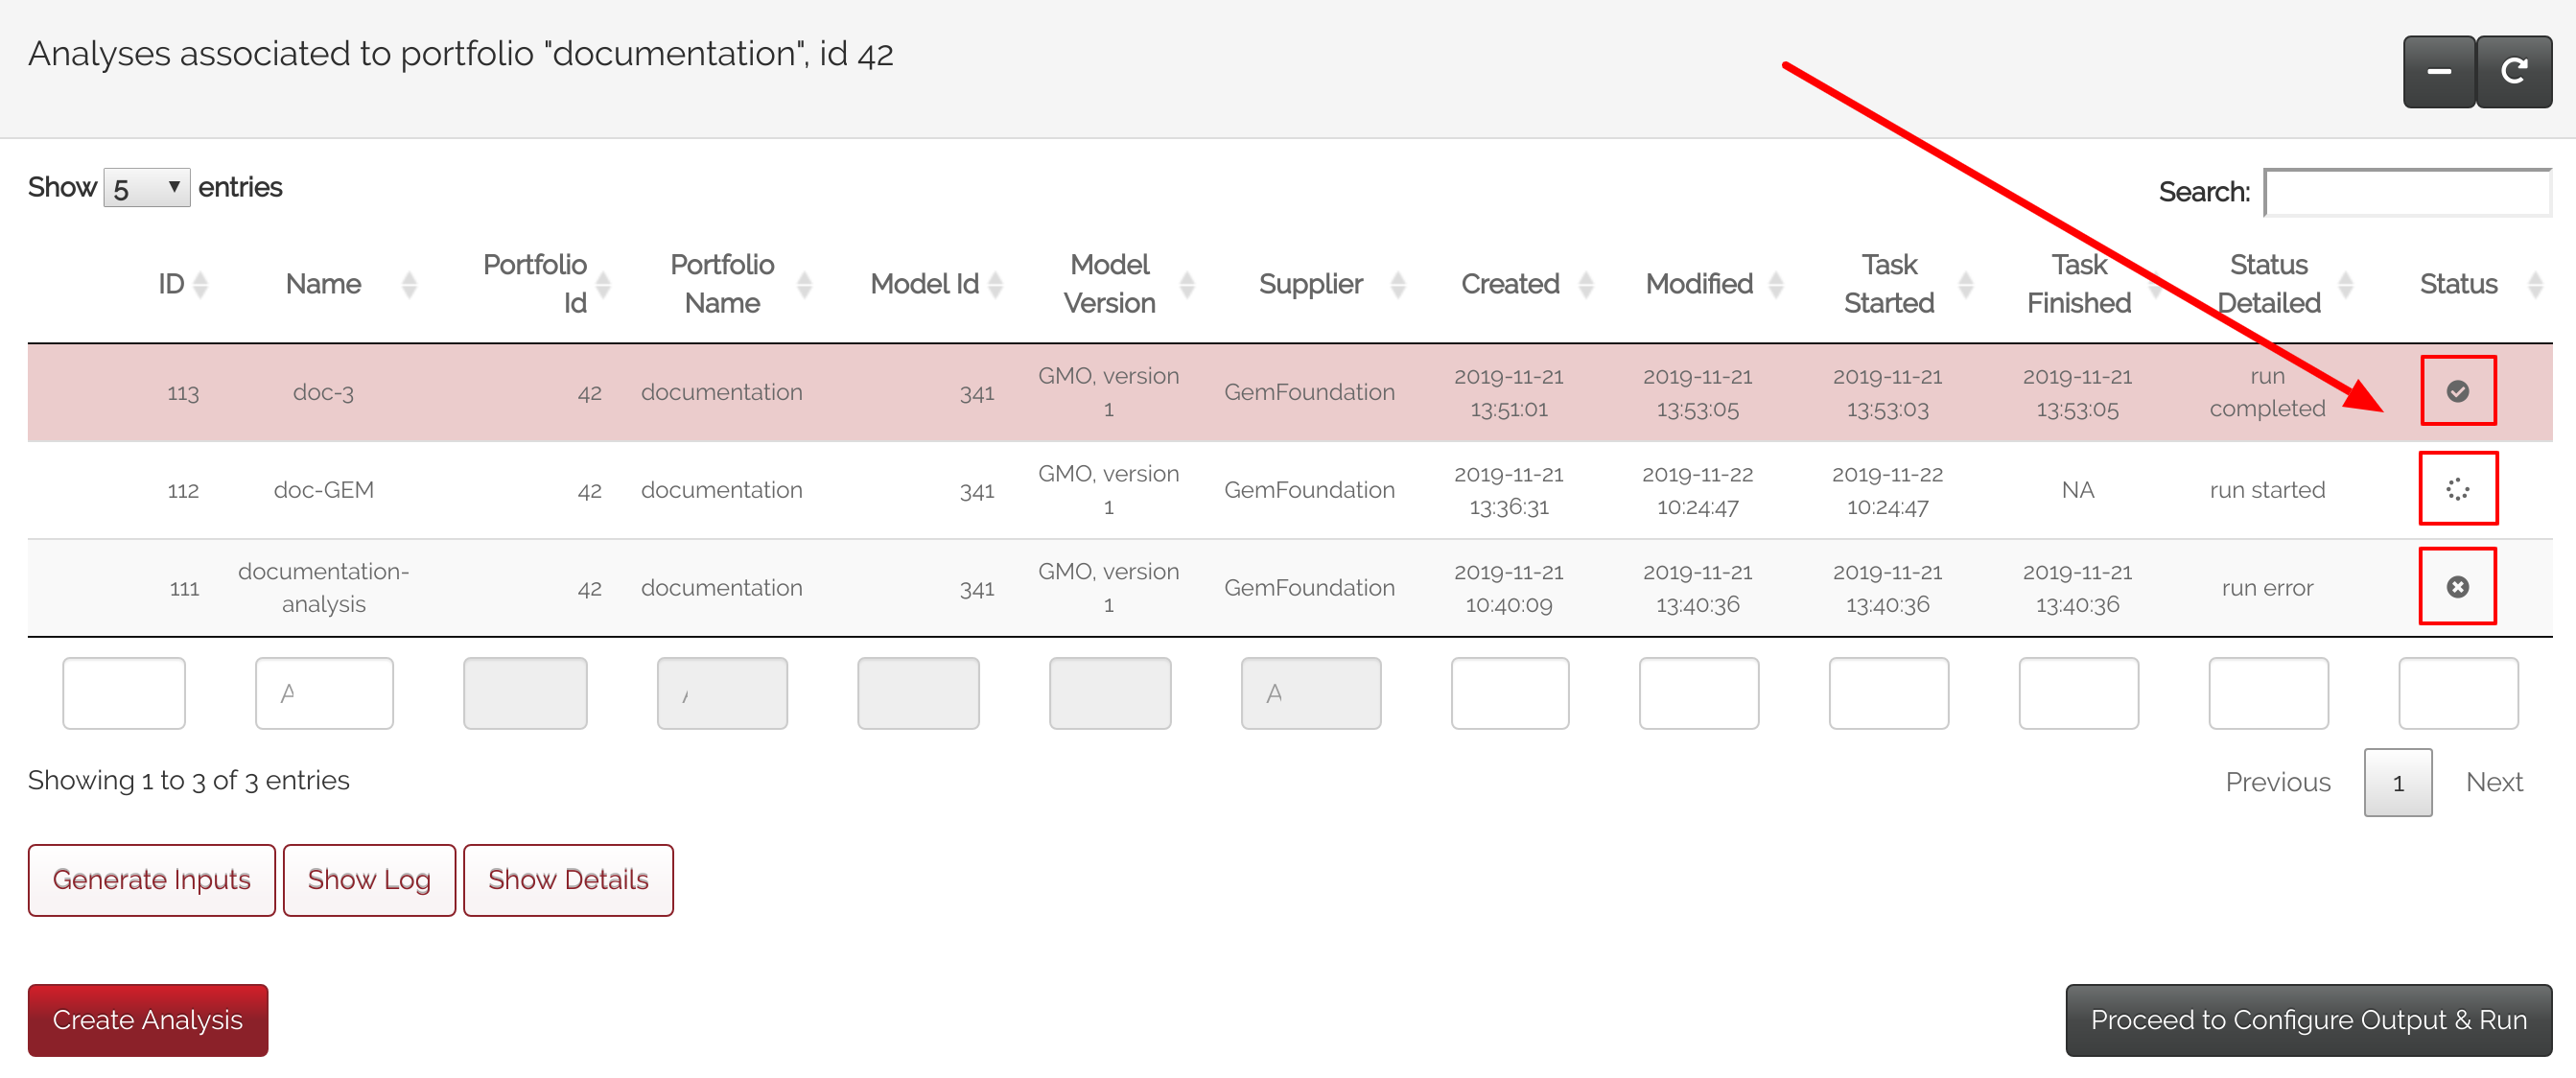 Analyses associated to portfolio "documentation", id 42
Show 5 entries
Search:
ID Name Portfolio Id Portfolio Name Model Id Model Version Supplier Created Modified Task Started Task Finished Status Detailed Status
113 doc-3 42 documentation 341 GMO, version 1 GemFoundation 2019-11-21 13:51:01 2019-11-21 13:53:05 2019-11-21 13:53:03 2019-11-21 13:53:05 run completed
112 doc-GEM 42 documentation 341 GMO, version 1 GemFoundation 2019-11-21 13:36:31 2019-11-22 10:24:47 2019-11-22 10:24:47 NA run started
111 documentation-analysis 42 documentation 341 GMO, version 1 GemFoundation 2019-11-21 10:40:09 2019-11-21 13:40:36 2019-11-21 13:40:36 2019-11-21 13:40:36 run error
A A
Showing 1 to 3 of 3 entries
Previous 1 Next
Generate Inputs Show Log Show Details
Create Analysis
Proceed to Configure Output & Run